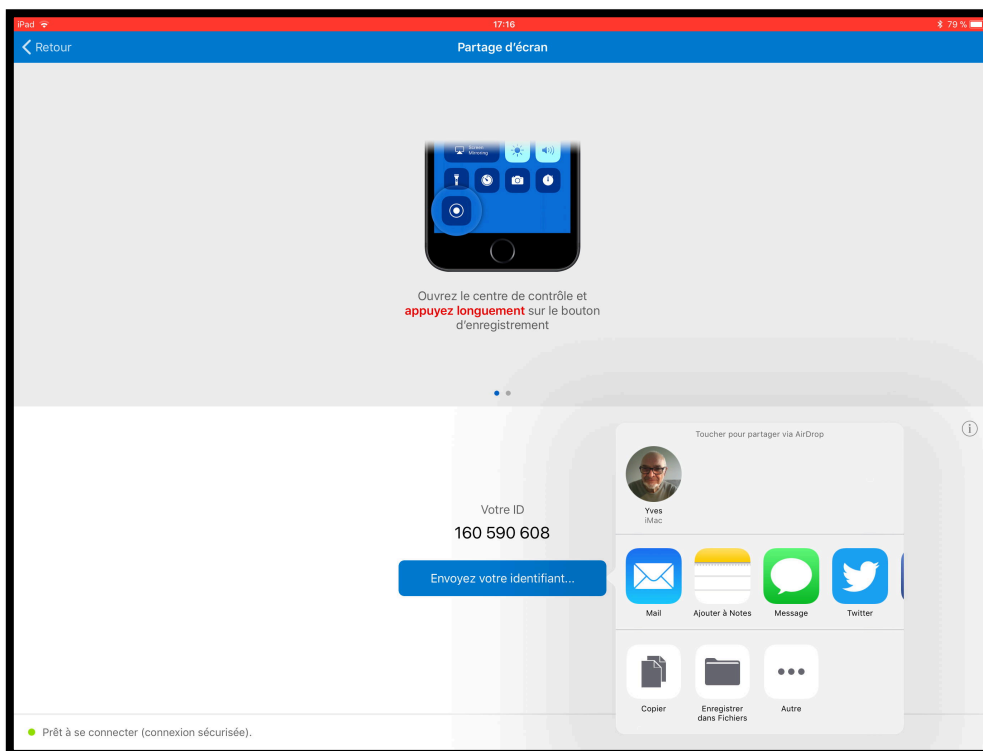 iPad
17:16
79 %
Retour
Partage d'écran
Screen
Mirroring
Ouvrez le centre de contrôle et
appuyez longuement sur le bouton
d'enregistrement
Toucher pour partager via AirDrop
Yves
iMac
Votre ID
160 590 608
Envoyez votre identifiant...
Mail
Ajouter à Notes
Message
Twitter
Copier
Enregistrer
dans Fichiers
Autre
Prêt à se connecter (connexion sécurisée).